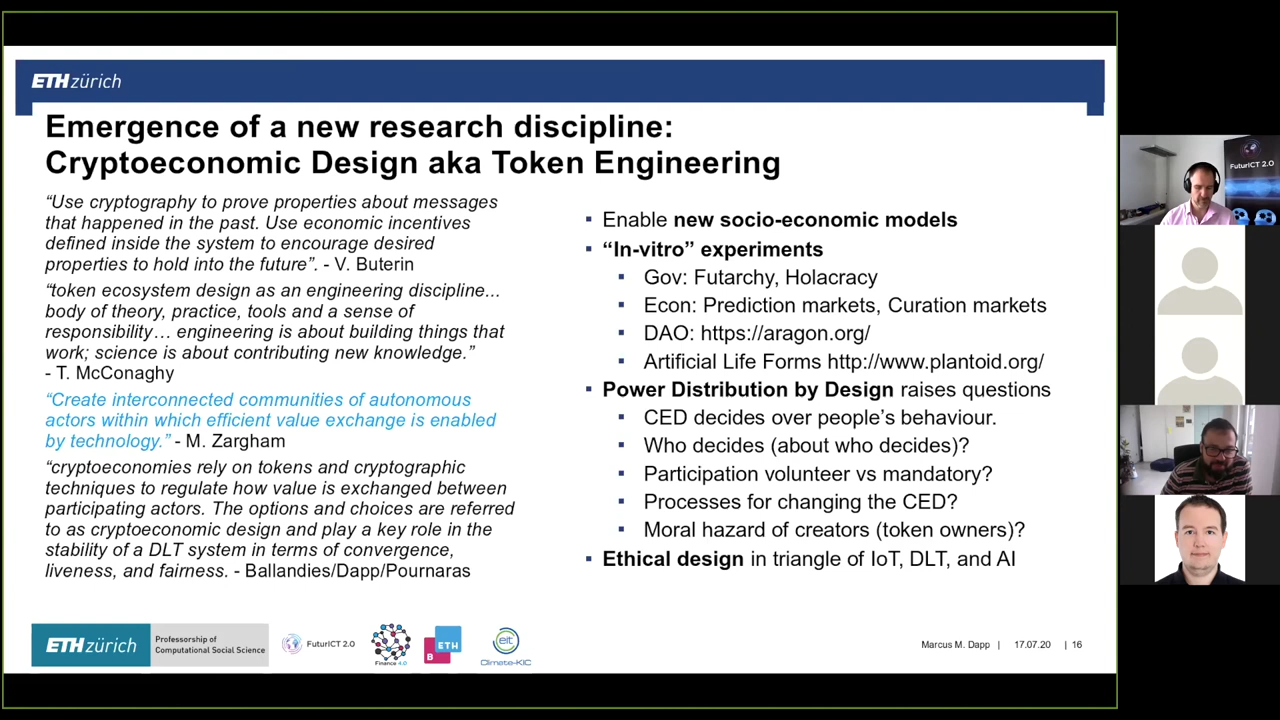 ETHzürich
Emergence of a new research discipline:
Cryptoeconomic Design aka Token Engineering
“Use cryptography to prove properties about messages
that happened in the past. Use economic incentives
defined inside the system to encourage desired
properties to hold into the future”. - V. Buterin
“token ecosystem design as an engineering discipline...
body of theory, practice, tools and a sense of
responsibility… engineering is about building things that
work; science is about contributing new knowledge.”
- T. McConaghy
“Create interconnected communities of autonomous
actors within which efficient value exchange is enabled
by technology.” - M. Zargham
“cryptoeconomies rely on tokens and cryptographic
techniques to regulate how value is exchanged between
participating actors. The options and choices are referred
to as cryptoeconomic design and play a key role in the
stability of a DLT system in terms of convergence,
liveness, and fairness. - Ballandies/Dapp/Pournaras
▪ Enable new socio-economic models
▪ “In-vitro” experiments
▪ Gov: Futarchy, Holacracy
▪ Econ: Prediction markets, Curation markets
▪ DAO: https://aragon.org/
▪ Artificial Life Forms http://www.plantoid.org/
▪ Power Distribution by Design raises questions
▪ CED decides over people’s behaviour.
▪ Who decides (about who decides)?
▪ Participation volunteer vs mandatory?
▪ Processes for changing the CED?
▪ Moral hazard of creators (token owners)?
▪ Ethical design in triangle of IoT, DLT, and AI
ETHzürich
Professorship of
Computational Social Science
FuturICT 2.0
Finance 4.0
B ETH
eit
Climate-KIC
Marcus M. Dapp | 17.07.20 | 16
FuturICT 2.0